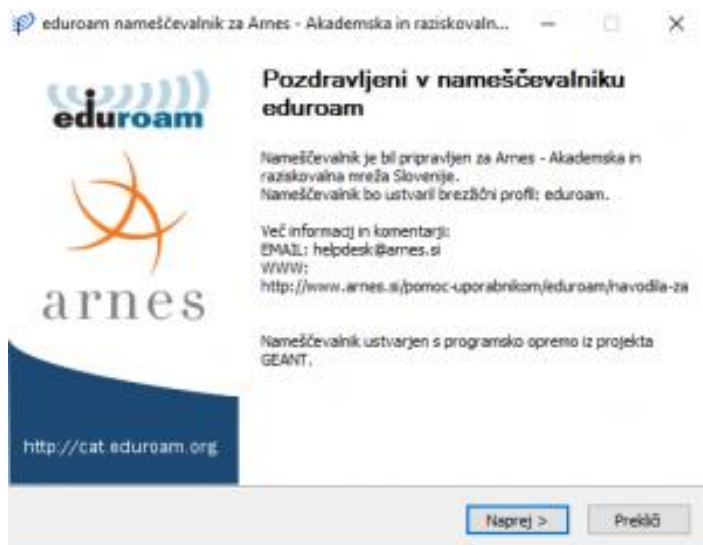 eduroam nameščevalnik za Arnes - Akademska in raziskovaln...
eduroam
arnes
http://cat.eduroam.org
Pozdravljeni v nameščevalniku
eduroam
Nameščevalnik je bil pripravljen za Arnes - Akademska in
raziskovalna mreža Slovenije.
Nameščevalnik bo ustvaril brezžični profil: eduroam.
Več informacij in komentarji:
EMAIL: helpdesk@arnes.si
WWW:
http://www.arnes.si/pomoc-uporabnikom/eduroam/navodila-za
Nameščevalnik ustvarjen s programsko opremo iz projekta
GEANT.
Naprej >
Prekliči